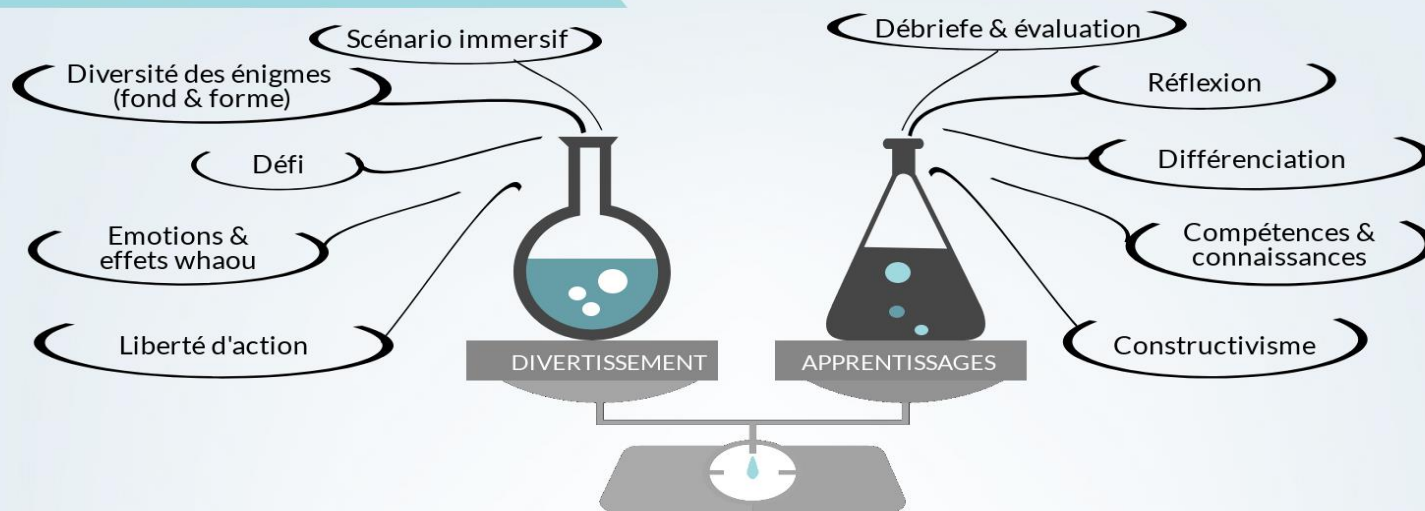 Scénario immersif
Diversité des énigmes
(fond & forme)
Défi
Emotions &
effets whaou
Liberté d'action
DIVERTISSEMENT
Débriefe & évaluation
Réflexion
Différenciation
Compétences &
connaissances
Constructivisme
APPRENTISSAGES